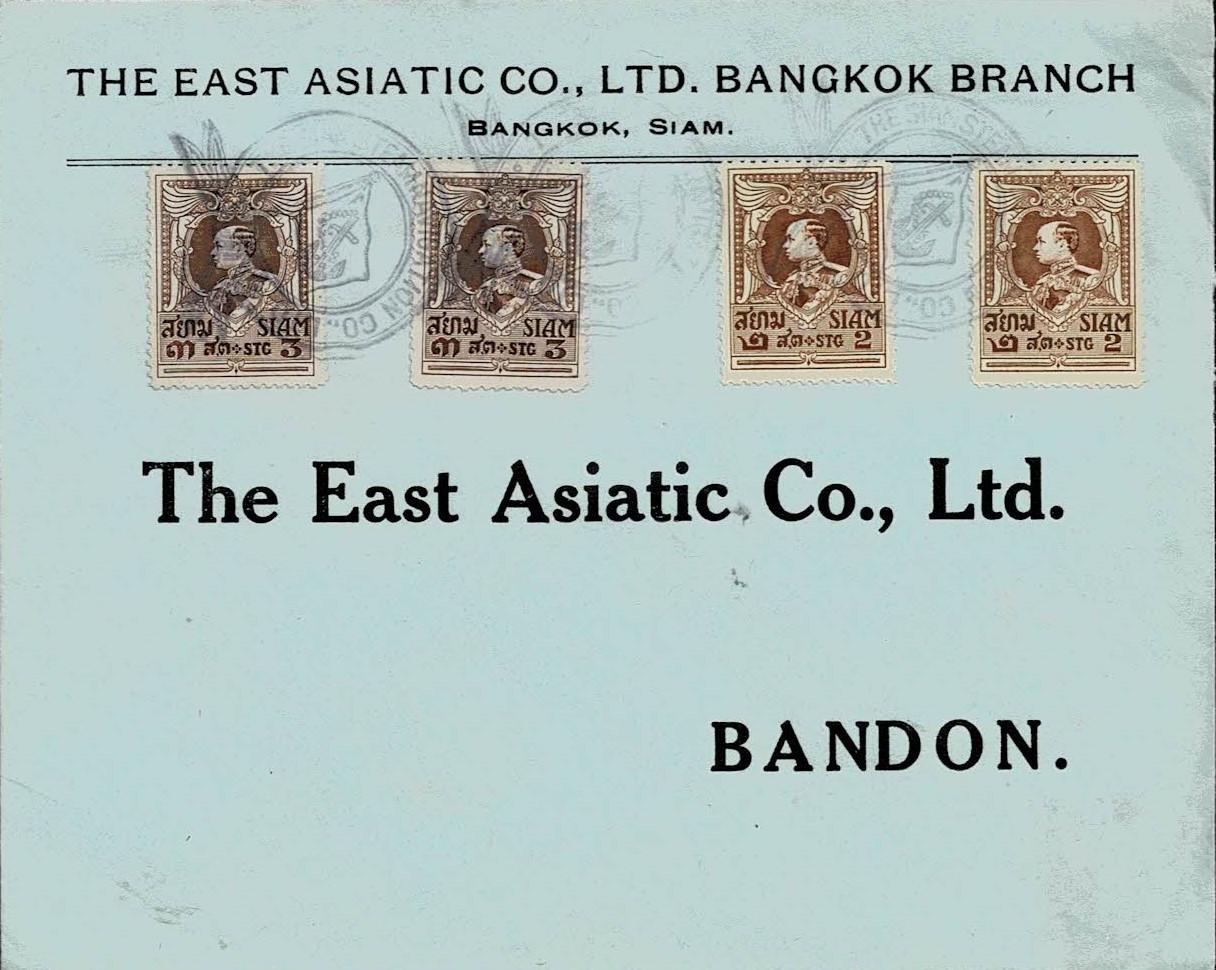 THE EAST ASIATIC CO., LTD. BANGKOK BRANCH
BANGKOK, SIAM.
สยาม SIAM
๓ ส.ต STG 3
สยาม SIAM
๓ ส.ต STG 3
สยาม SIAM
๒ ส.ต STG 2
สยาม SIAM
๒ ส.ต STG 2
The East Asiatic Co., Ltd.
BANDON.